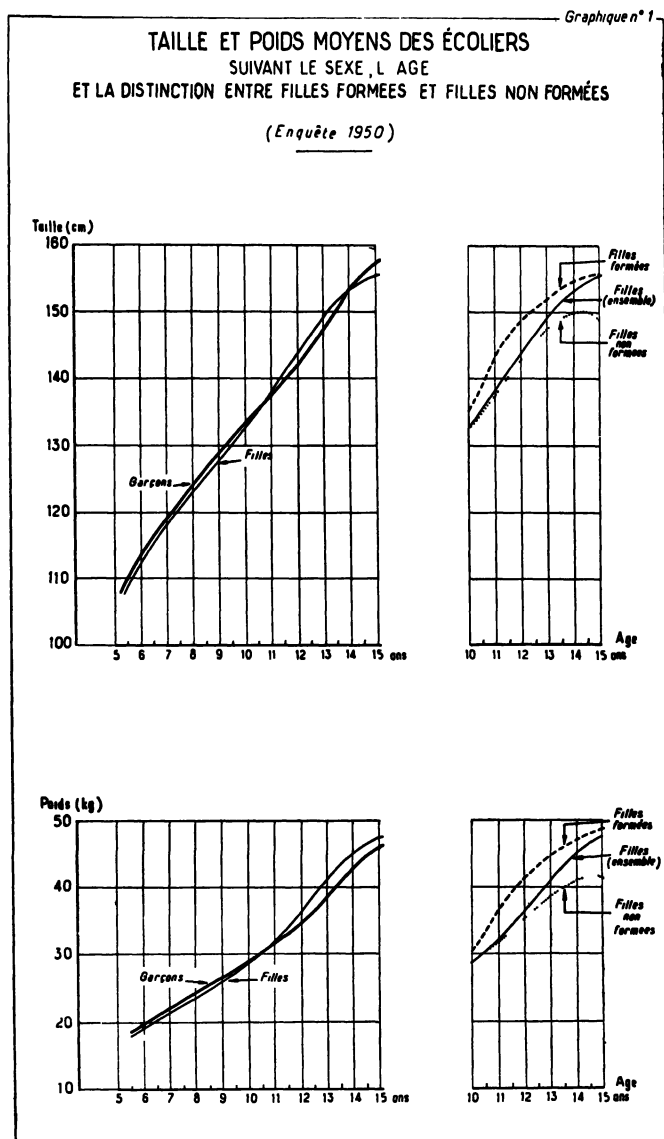 Graphique n° 1
TAILLE ET POIDS MOYENS DES ÉCOLIERS
SUIVANT LE SEXE, L AGE
ET LA DISTINCTION ENTRE FILLES FORMEES ET FILLES NON FORMÉES
(Enquête 1950)
Taille (cm)
160
150
140
130
120
110
100
Garçons
Filles
5 6 7 8 9 10 11 12 13 14 15 ans
Filles
formées
Filles
(ensemble)
Filles
non
formees
Age
10 11 12 13 14 15 ans
Poids (kg)
50
40
30
20
10
Garçons
Filles
5 6 7 8 9 10 11 12 13 14 15 ans
Filles
formées
Filles
(ensemble)
Filles
non
formees
Age
10 11 12 13 14 15 ans